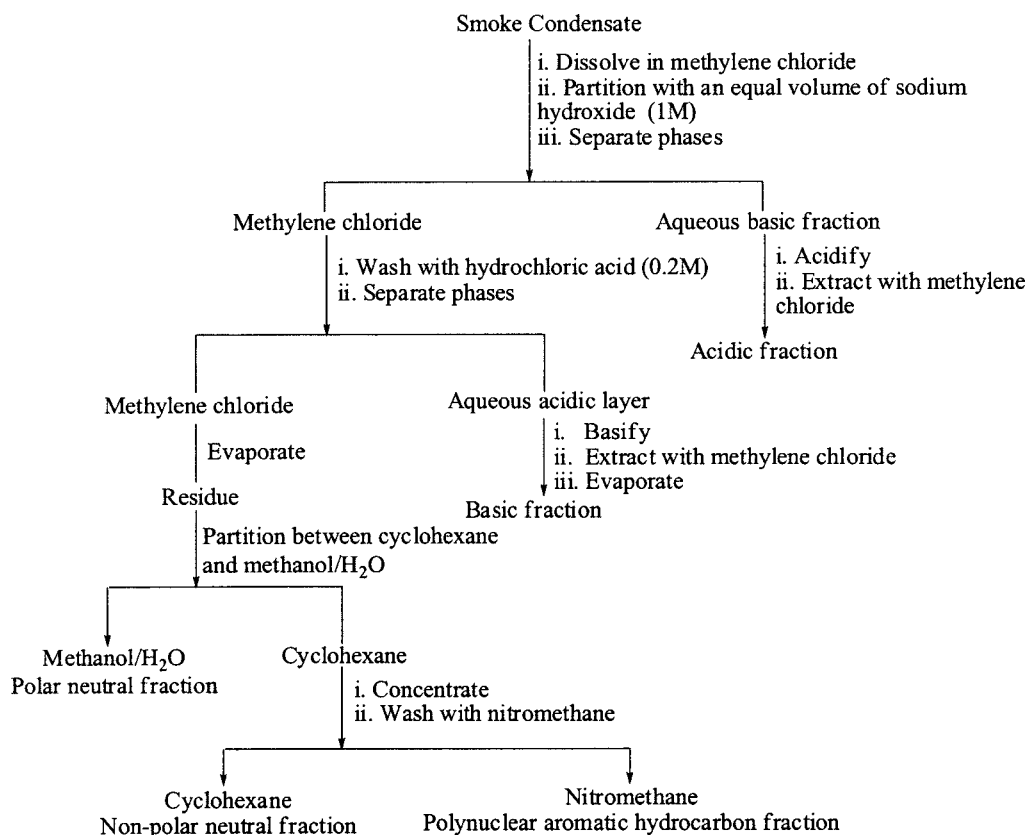 Smoke Condensate
i. Dissolve in methylene chloride
ii. Partition with an equal volume of sodium
hydroxide (1M)
iii. Separate phases
Methylene chloride
Aqueous basic fraction
i. Wash with hydrochloric acid (0.2M)
ii. Separate phases
i. Acidify
ii. Extract with methylene
chloride
Acidic fraction
Methylene chloride
Aqueous acidic layer
Evaporate
i. Basify
ii. Extract with methylene chloride
iii. Evaporate
Residue
Basic fraction
Partition between cyclohexane
and methanol/H₂O
Methanol/H₂O
Polar neutral fraction
Cyclohexane
i. Concentrate
ii. Wash with nitromethane
Cyclohexane
Non-polar neutral fraction
Nitromethane
Polynuclear aromatic hydrocarbon fraction